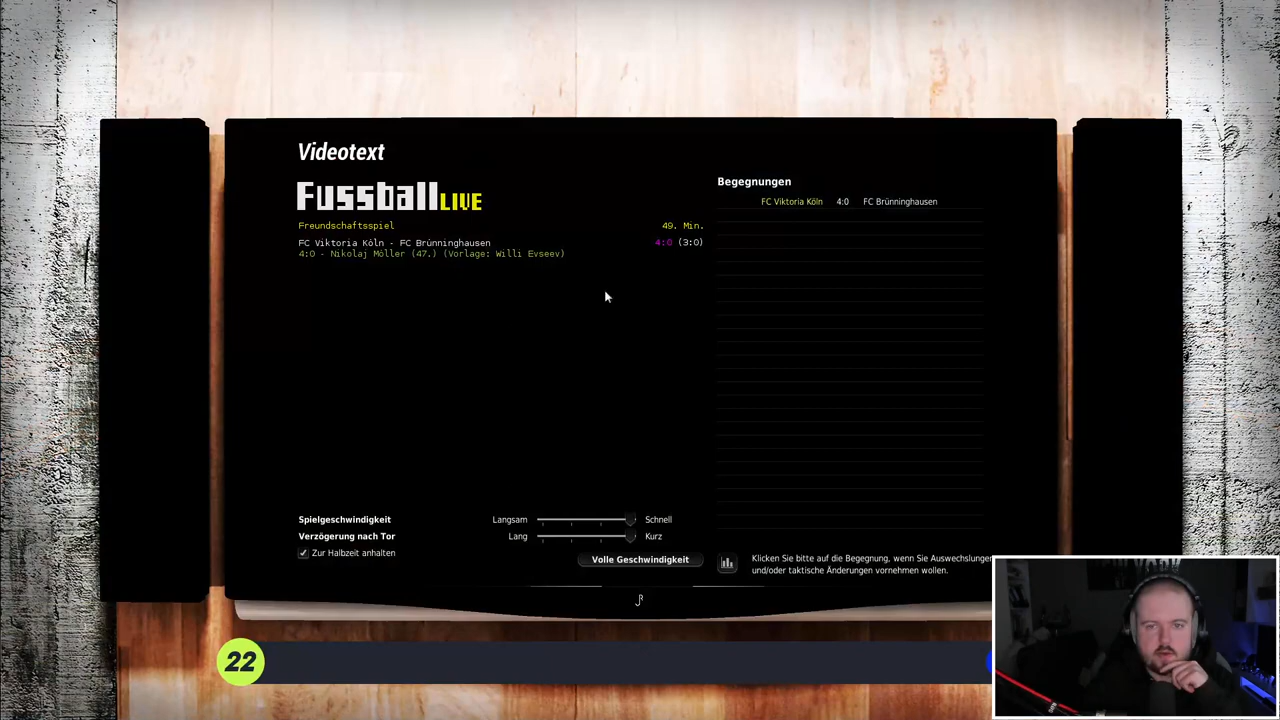 Videotext
Fussball LIVE
Freundschaftsspiel 49. Min.
FC Viktoria Köln - FC Brünninghausen 4:0 (3:0)
4:0 - Nikolaj Möller (47.) (Vorlage: Willi Evseev)
Begegnungen
FC Viktoria Köln 4:0 FC Brünninghausen
Spielgeschwindigkeit Langsam Schnell
Verzögerung nach Tor Lang Kurz
Zur Halbzeit anhalten
Volle Geschwindigkeit
Klicken Sie bitte auf die Begegnung, wenn Sie Auswechslungen
und/oder taktische Änderungen vornehmen wollen.
22